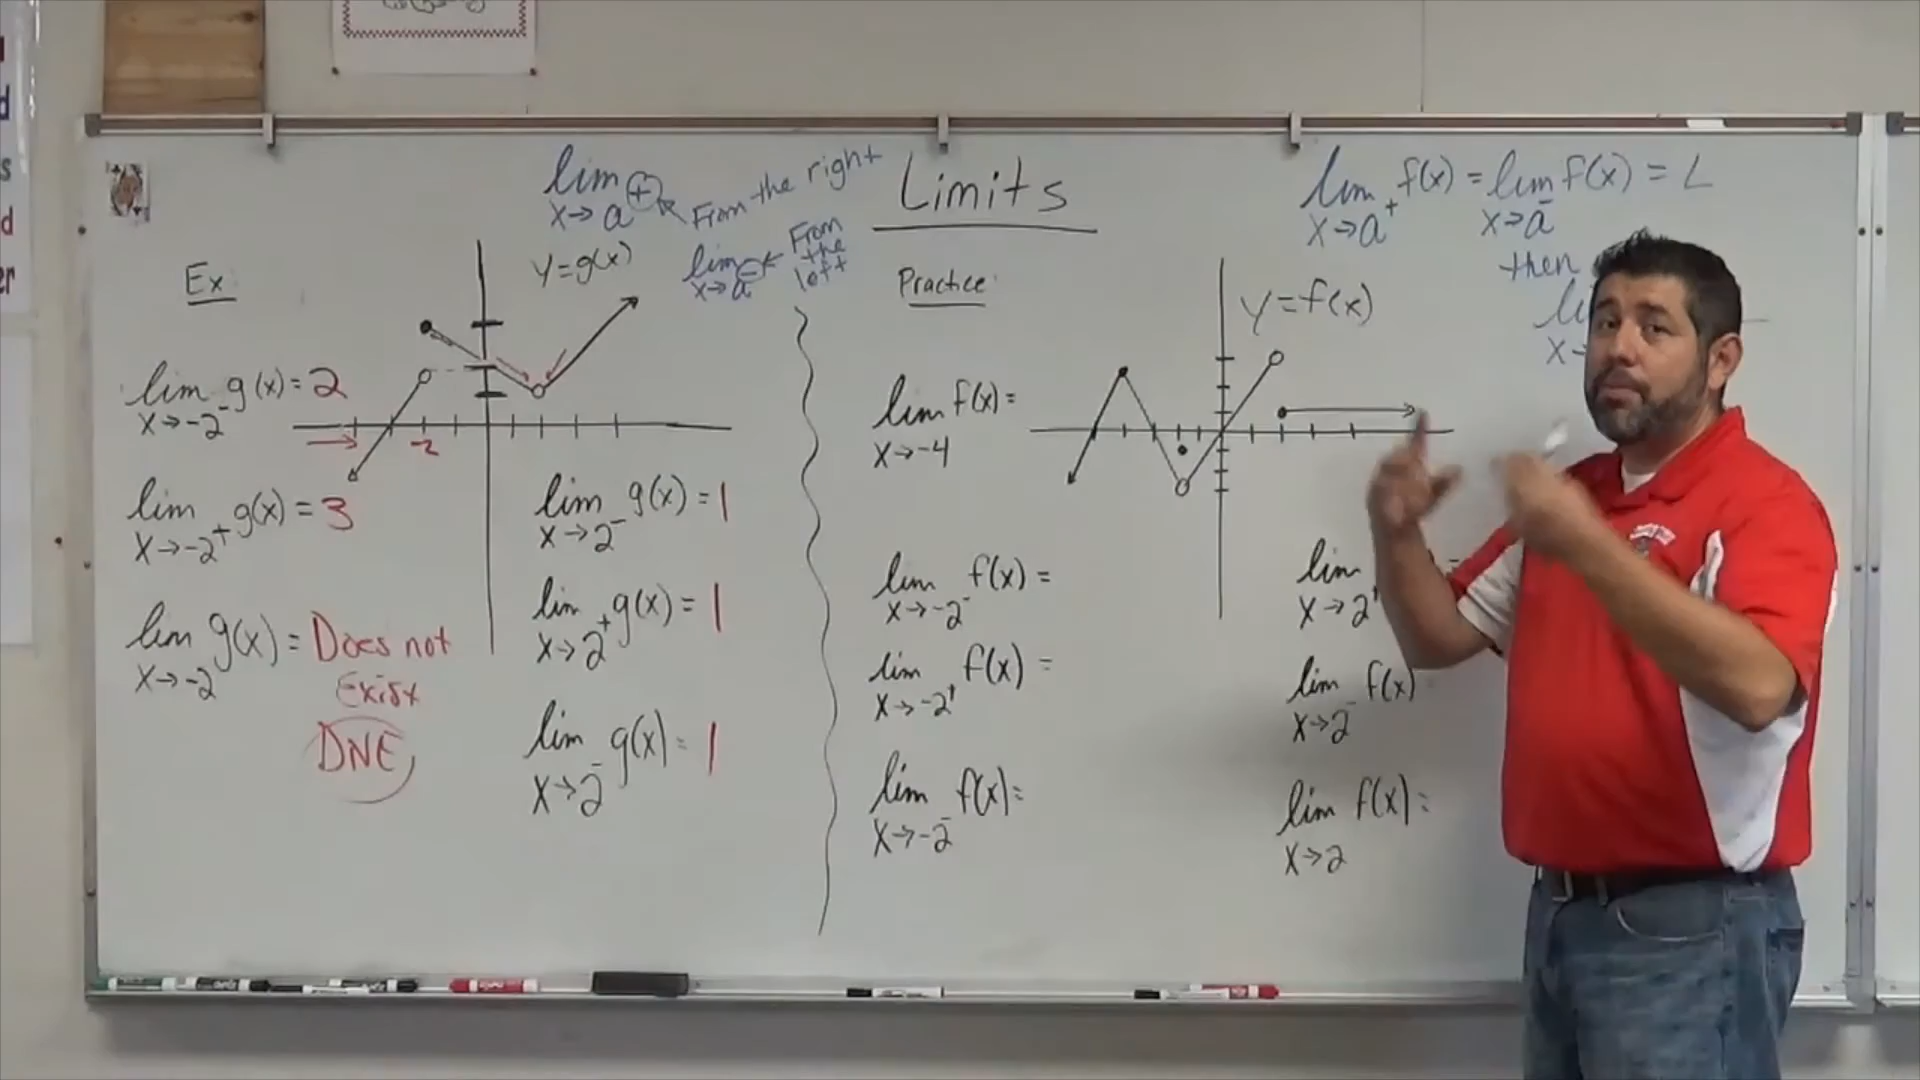 Limits
lim x→a⊕ From the right
lim x→a⊖ ← From the left
Ex:
y=g(x)
-2
lim x→-2⁻ g(x) = 2
lim x→-2⁺ g(x) = 3
lim x→-2 g(x) = Does not Exist
DNE
lim x→2⁻ g(x) = 1
lim x→2⁺ g(x) = 1
lim x→2⁻ g(x) = 1
Practice:
y=f(x)
lim x→-4 f(x) =
lim x→-2⁻ f(x) =
lim x→-2⁺ f(x) =
lim x→-2⁻ f(x) =
lim x→a⁺ f(x) = lim x→a⁻ f(x) = L
then
lim x→2⁺
lim x→2⁻ f(x)
lim x→2 f(x) =